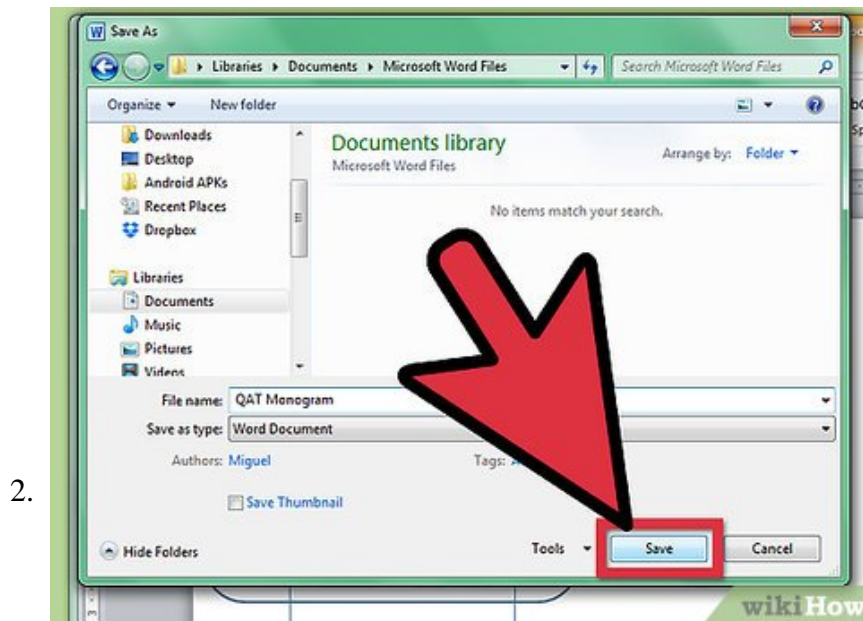 Save As
Libraries Documents Microsoft Word Files
Search Microsoft Word Files
Organize New folder
Downloads
Desktop
Android APKs
Recent Places
Dropbox
Libraries
Documents
Music
Pictures
Videos
Documents library
Microsoft Word Files
Arrange by: Folder
No items match your search.
File name: QAT Monogram
Save as type: Word Document
Authors: Miguel
Tags:
2.
Save Thumbnail
Hide Folders
Tools
Save
Cancel
wikiHow